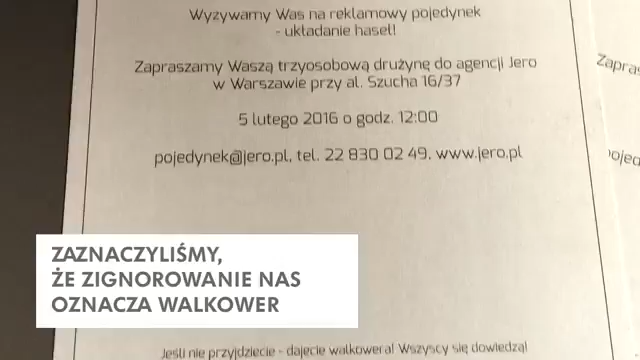 Wyzywamy Was na reklamowy pojedynek
- układanie haseł!
Zapraszamy Waszą trzyosobową drużynę do agencji Jero
w Warszawie przy al. Szucha 16/37
5 lutego 2016 o godz. 12:00
pojedynek@jero.pl, tel. 22 830 02 49, www.jero.pl
Zapras
ZAZNACZYLIŚMY,
ŻE ZIGNOROWANIE NAS
OZNACZA WALKOWER
Jeśli nie przyjdziecie - dajecie walkowera! Wszyscy się dowiedzą!